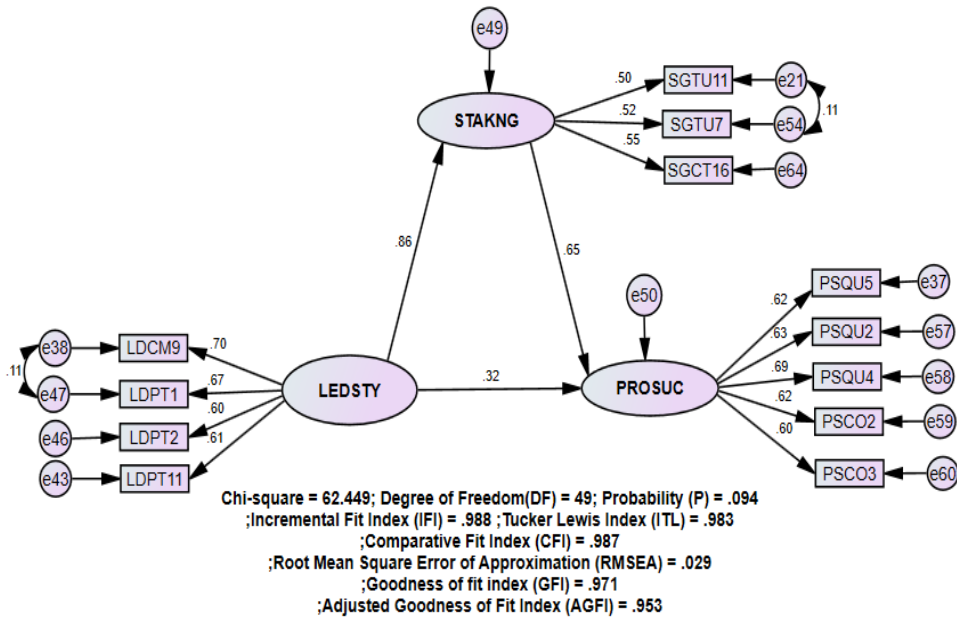 e49
.50
SGTU11
e21
STAKNG
.52
SGTU7
e54
.11
.55
SGCT16
e64
.86
.65
e50
.62
PSQU5
e37
.63
PSQU2
e57
e38
LDCM9
.70
.69
PSQU4
e58
.11
e47
LDPT1
.67
LEDSTY
.32
PROSUC
.62
PSCO2
e59
.60
e46
LDPT2
.61
.60
PSCO3
e60
e43
LDPT11
Chi-square = 62.449; Degree of Freedom(DF) = 49; Probability (P) = .094
;Incremental Fit Index (IFI) = .988 ;Tucker Lewis Index (ITL) = .983
;Comparative Fit Index (CFI) = .987
;Root Mean Square Error of Approximation (RMSEA) = .029
;Goodness of fit index (GFI) = .971
;Adjusted Goodness of Fit Index (AGFI) = .953